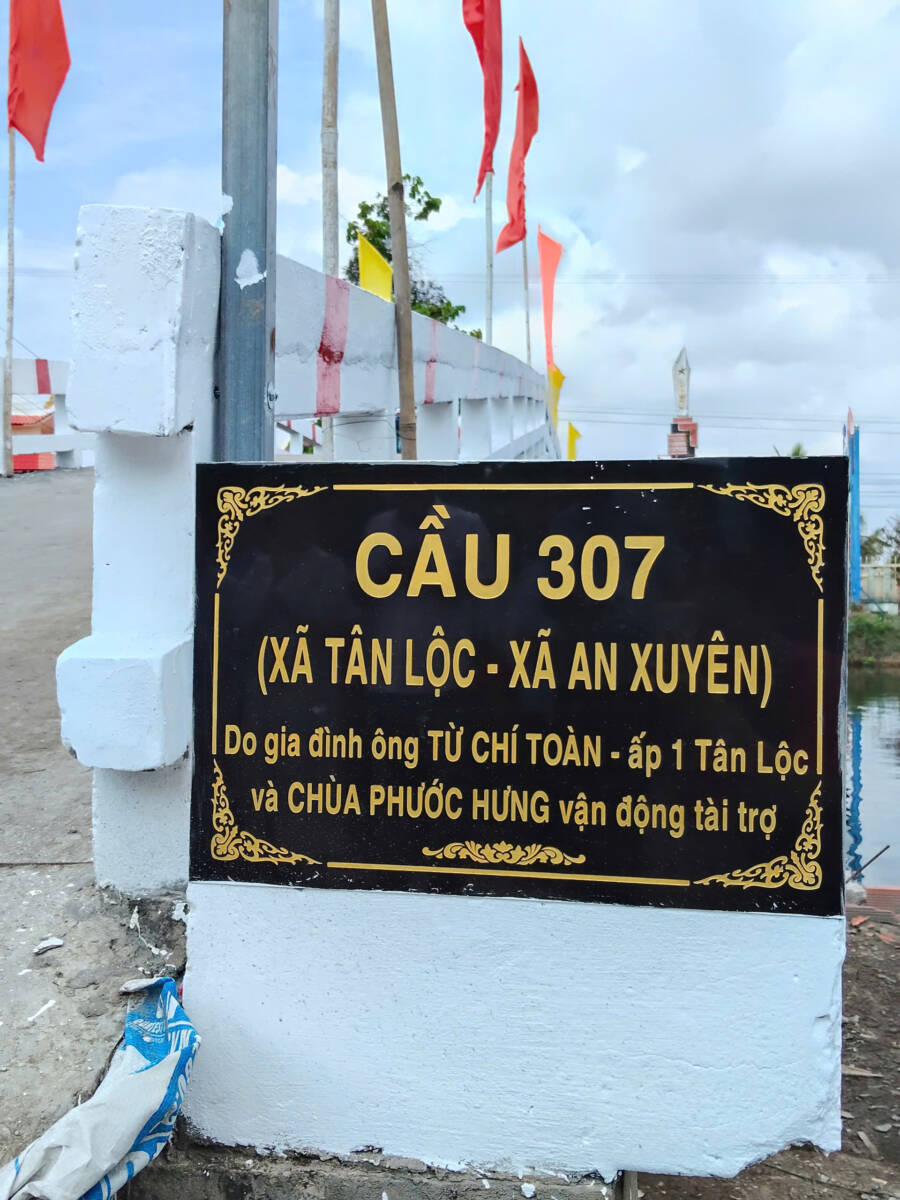 CẦU 307
(XÃ TÂN LỘC - XÃ AN XUYÊN)
Do gia đình ông TỪ CHÍ TOÀN - ấp 1 Tân Lộc
và CHÙA PHƯỚC HƯNG vận động tài trợ